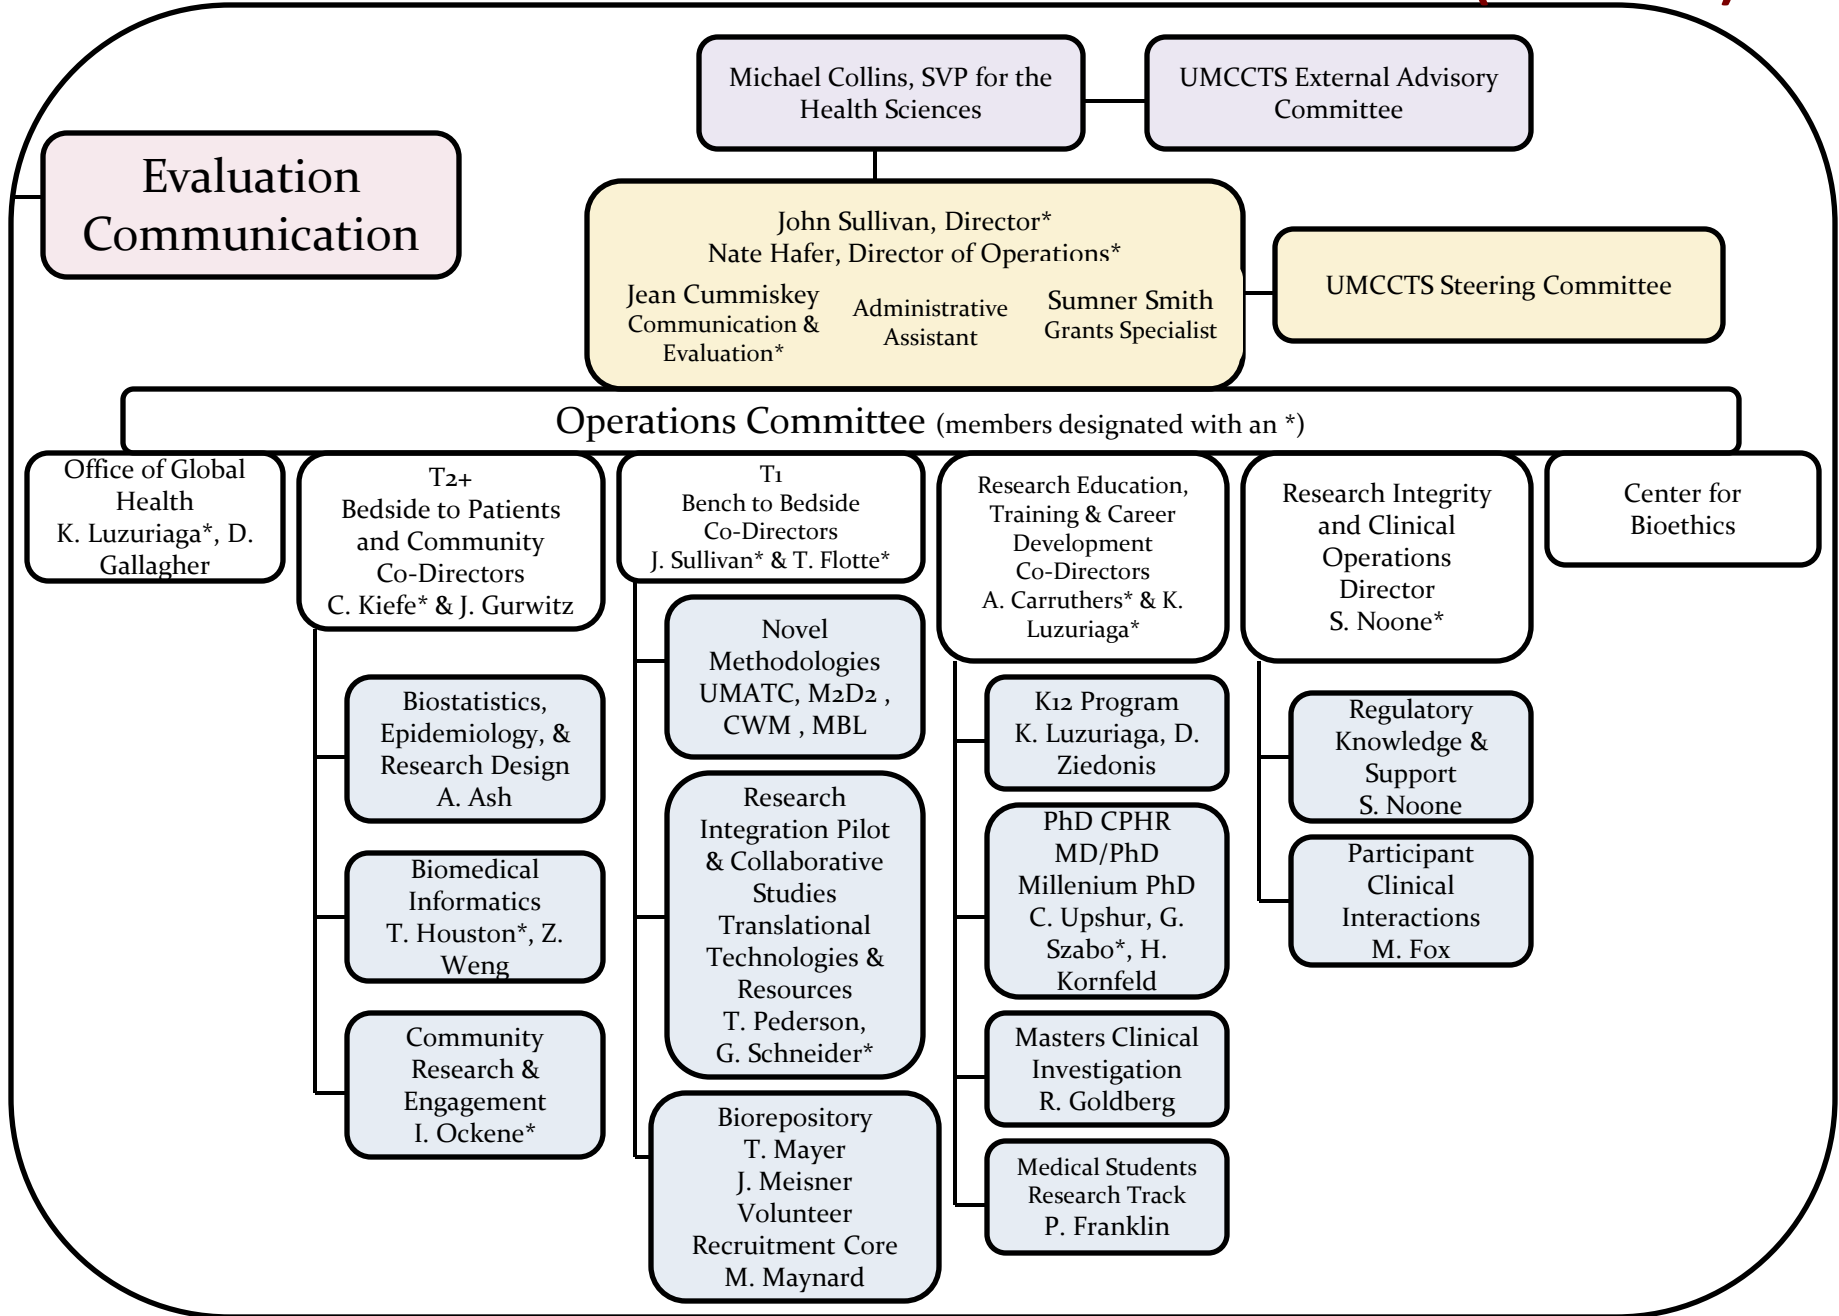 Michael Collins, SVP for the
Health Sciences
UMCCTS External Advisory
Committee
Evaluation
Communication
John Sullivan, Director*
Nate Hafer, Director of Operations*
Jean Cummiskey
Communication &
Evaluation*
Administrative
Assistant
Sumner Smith
Grants Specialist
UMCCTS Steering Committee
Operations Committee (members designated with an *)
Office of Global
Health
K. Luzuriaga*, D.
Gallagher
T2+
Bedside to Patients
and Community
Co-Directors
C. Kiefe* & J. Gurwitz
Biostatistics,
Epidemiology, &
Research Design
A. Ash
Biomedical
Informatics
T. Houston*, Z.
Weng
Community
Research &
Engagement
I. Ockene*
T1
Bench to Bedside
Co-Directors
J. Sullivan* & T. Flotte*
Novel
Methodologies
UMATC, M2D2 ,
CWM , MBL
Research
Integration Pilot
& Collaborative
Studies
Translational
Technologies &
Resources
T. Pederson,
G. Schneider*
Biorepository
T. Mayer
J. Meisner
Volunteer
Recruitment Core
M. Maynard
Research Education,
Training & Career
Development
Co-Directors
A. Carruthers* & K.
Luzuriaga*
K12 Program
K. Luzuriaga, D.
Ziedonis
PhD CPHR
MD/PhD
Millenium PhD
C. Upshur, G.
Szabo*, H.
Kornfeld
Masters Clinical
Investigation
R. Goldberg
Medical Students
Research Track
P. Franklin
Research Integrity
and Clinical
Operations
Director
S. Noone*
Regulatory
Knowledge &
Support
S. Noone
Participant
Clinical
Interactions
M. Fox
Center for
Bioethics